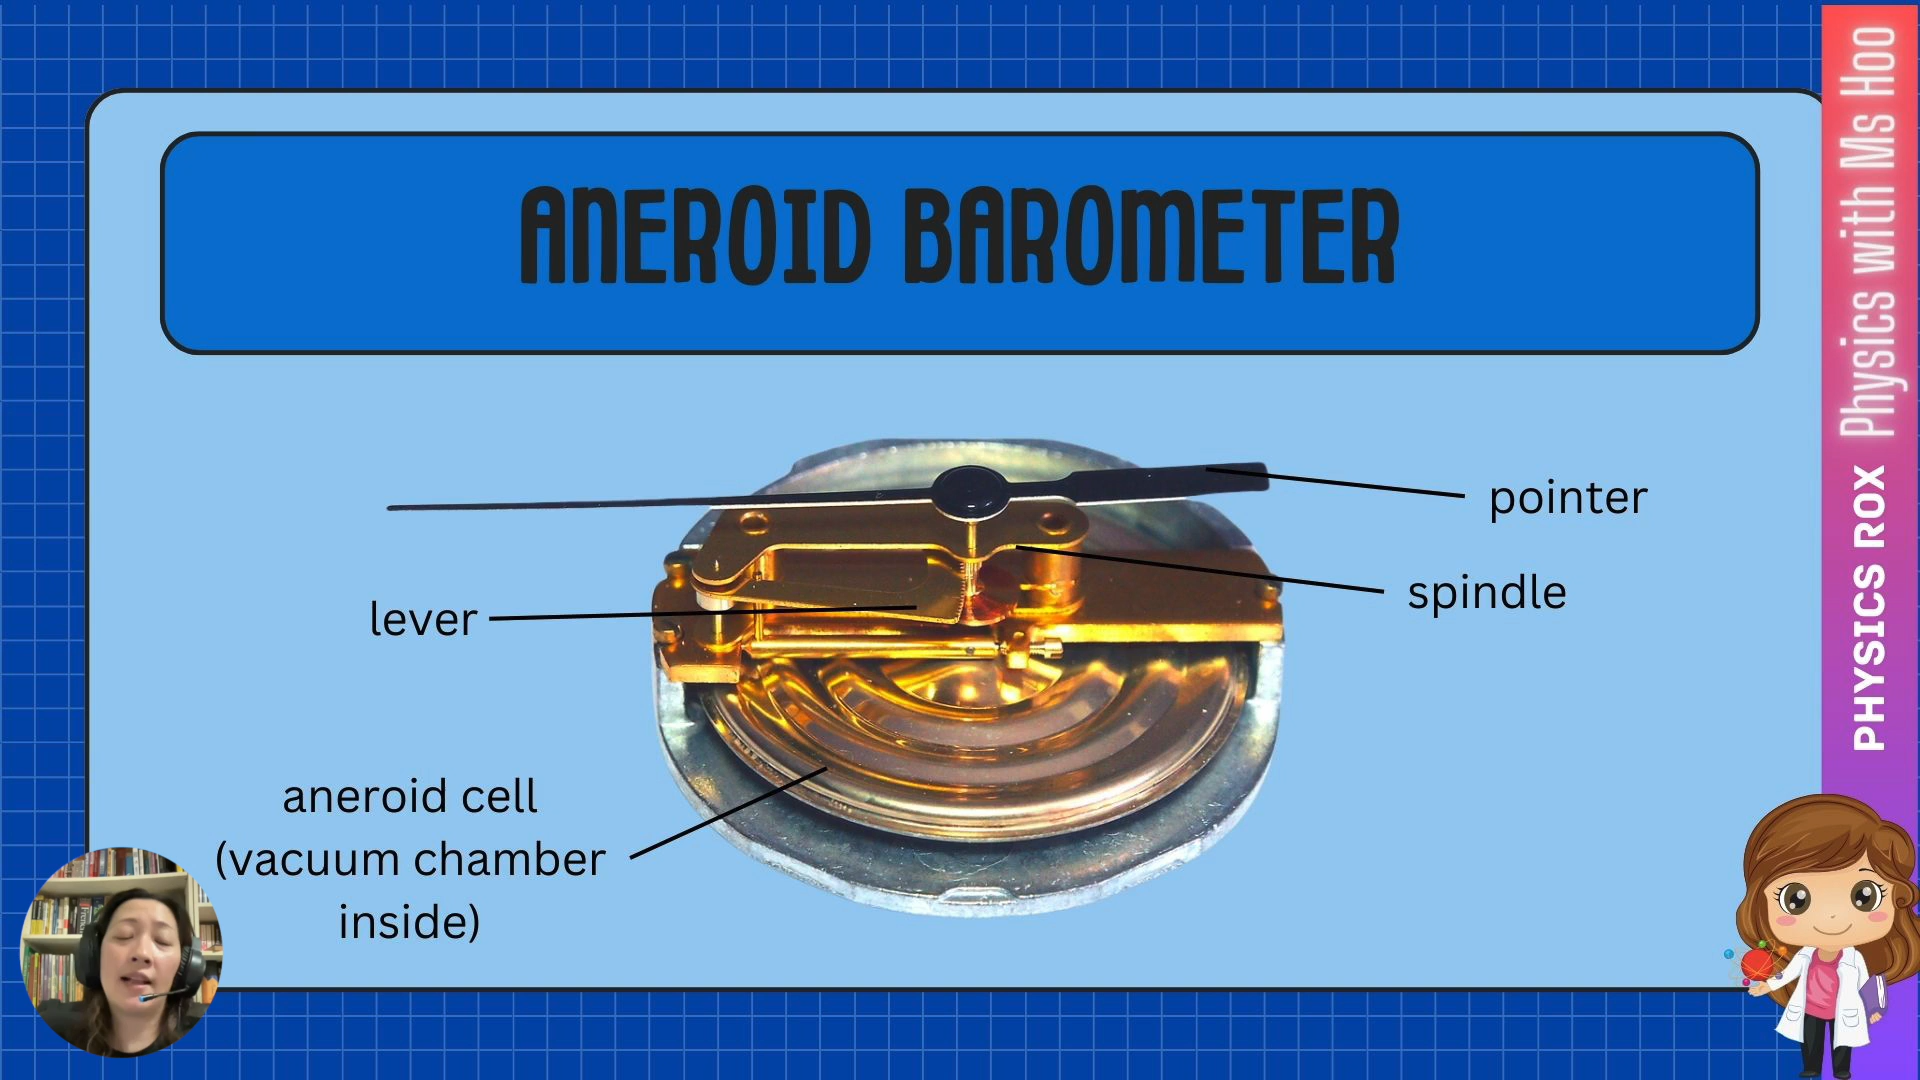 ANEROID BAROMETER
pointer
spindle
lever
aneroid cell
(vacuum chamber
inside)
PHYSICS ROX Physics with Ms Hoo